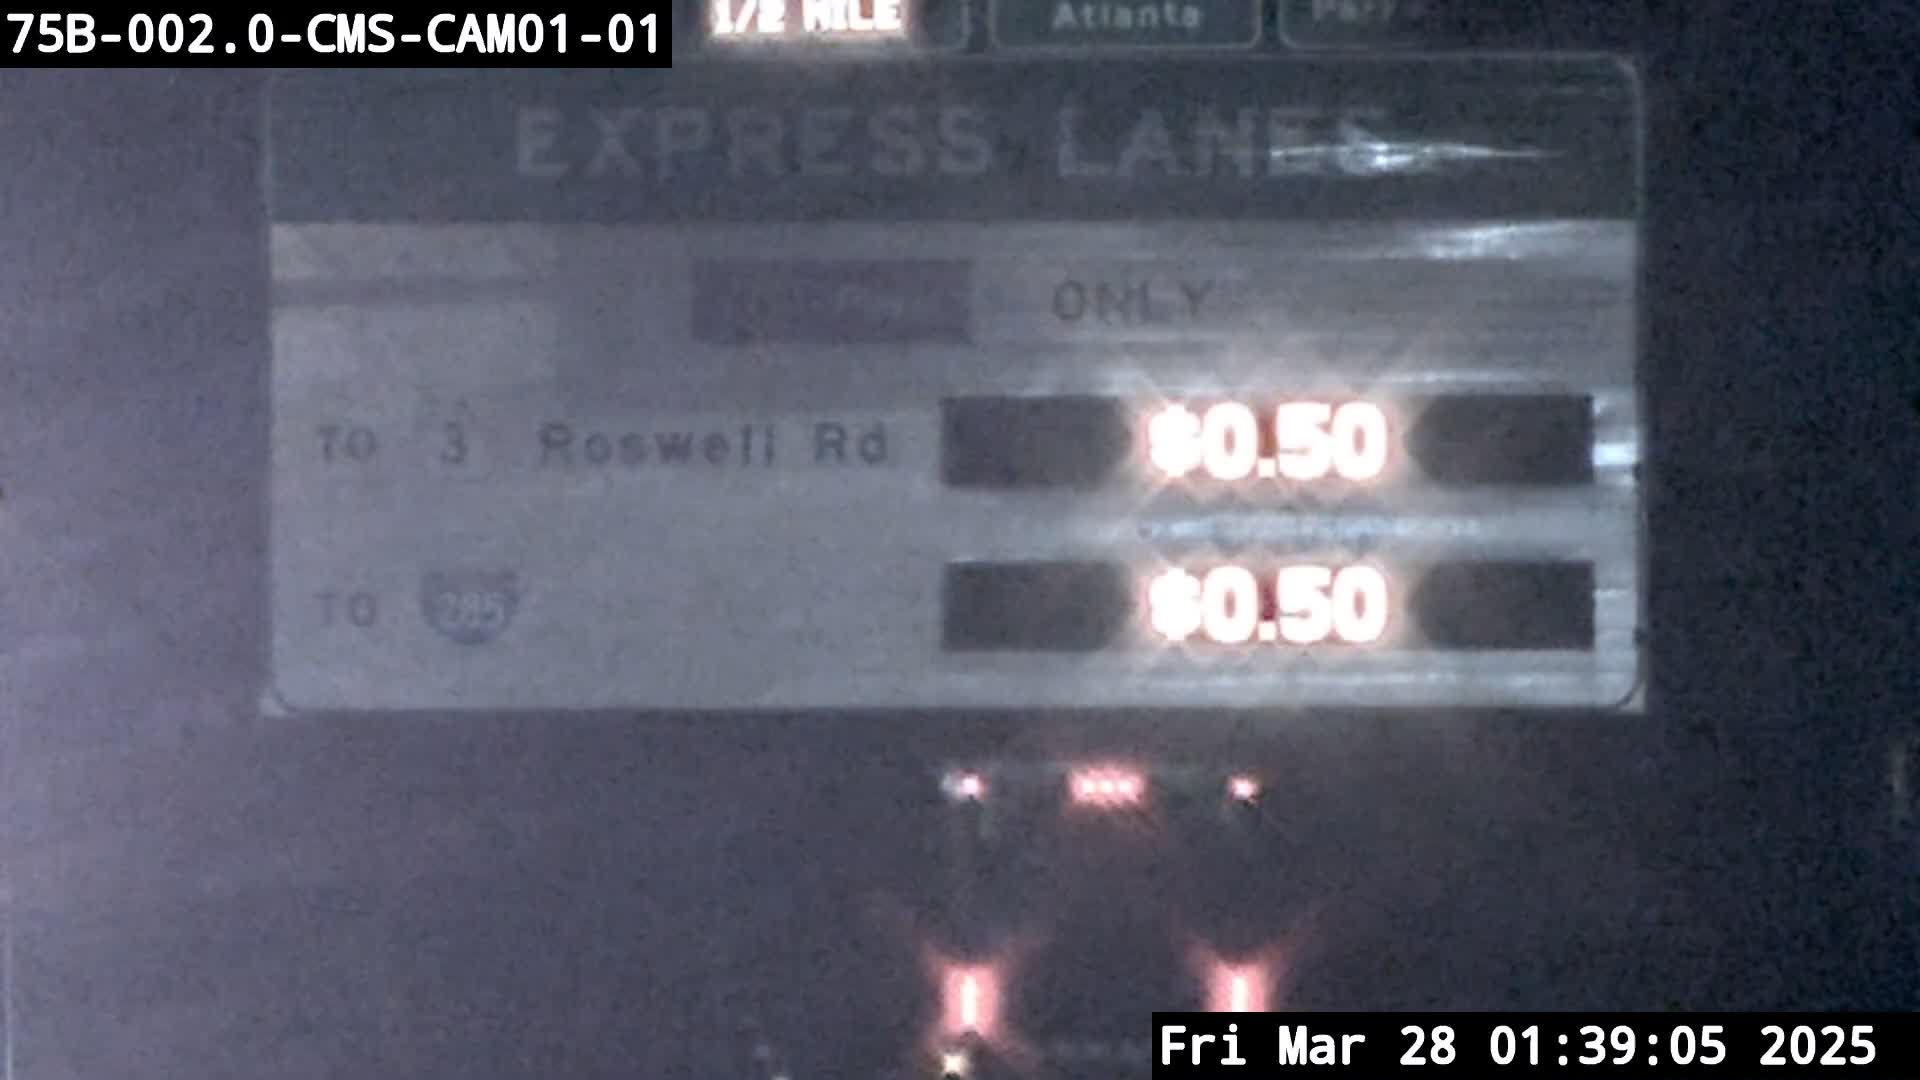 75B-002.0-CMS-CAM01-01
1/2 MILE
Atlanta
EXPRESS LANES
ONLY
TO 3 Roswell Rd $0.50
TO 285 $0.50
Fri Mar 28 01:39:05 2025